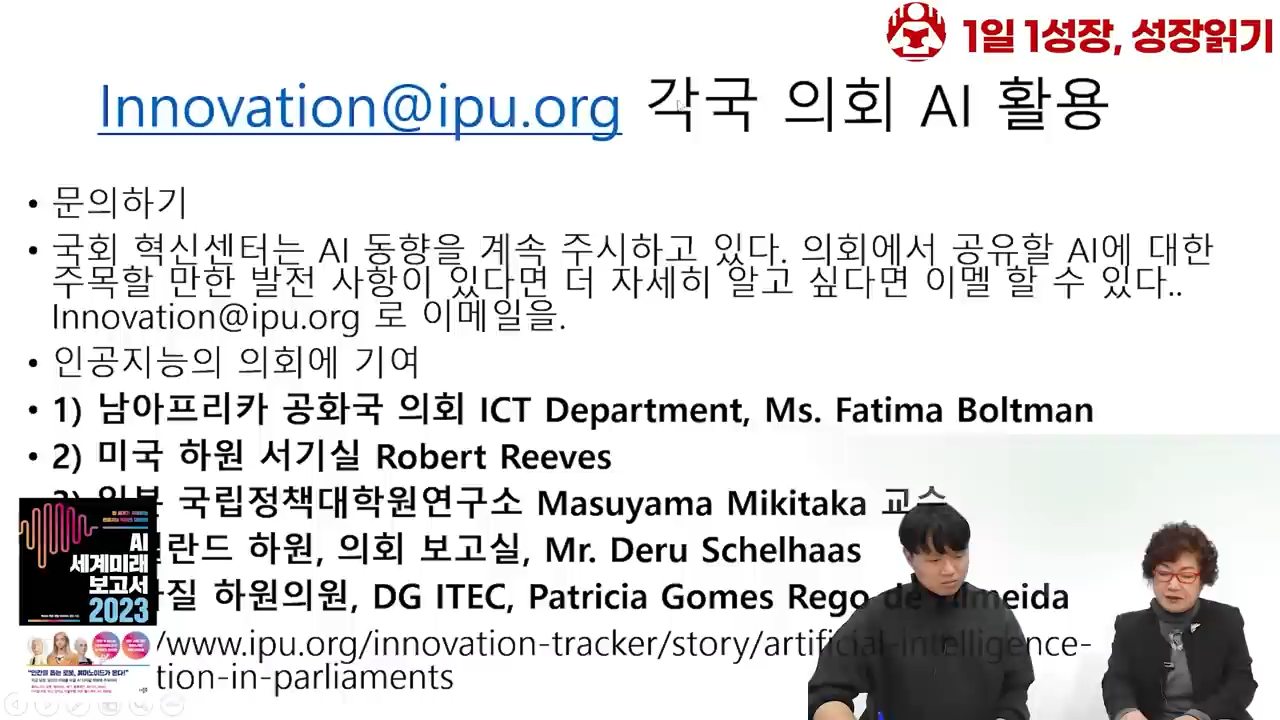 1일 1성장, 성장읽기
Innovation@ipu.org 각국 의회 AI 활용
• 문의하기
• 국회 혁신센터는 AI 동향을 계속 주시하고 있다. 의회에서 공유할 AI에 대한
주목할 만한 발전 사항이 있다면 더 자세히 알고 싶다면 이멜 할 수 있다..
Innovation@ipu.org 로 이메일을.
• 인공지능의 의회에 기여
• 1) 남아프리카 공화국 의회 ICT Department, Ms. Fatima Boltman
• 2) 미국 하원 서기실 Robert Reeves
국립정책대학원연구소 Masuyama Mikitaka 교수
하원, 의회 보고실, Mr. Deru Schelhaas
하원의원, DG ITEC, Patricia Gomes Rego de Almeida
/www.ipu.org/innovation-tracker/story/artificial-intelligence-
tion-in-parliaments
AI
세계미래
보고서
2023